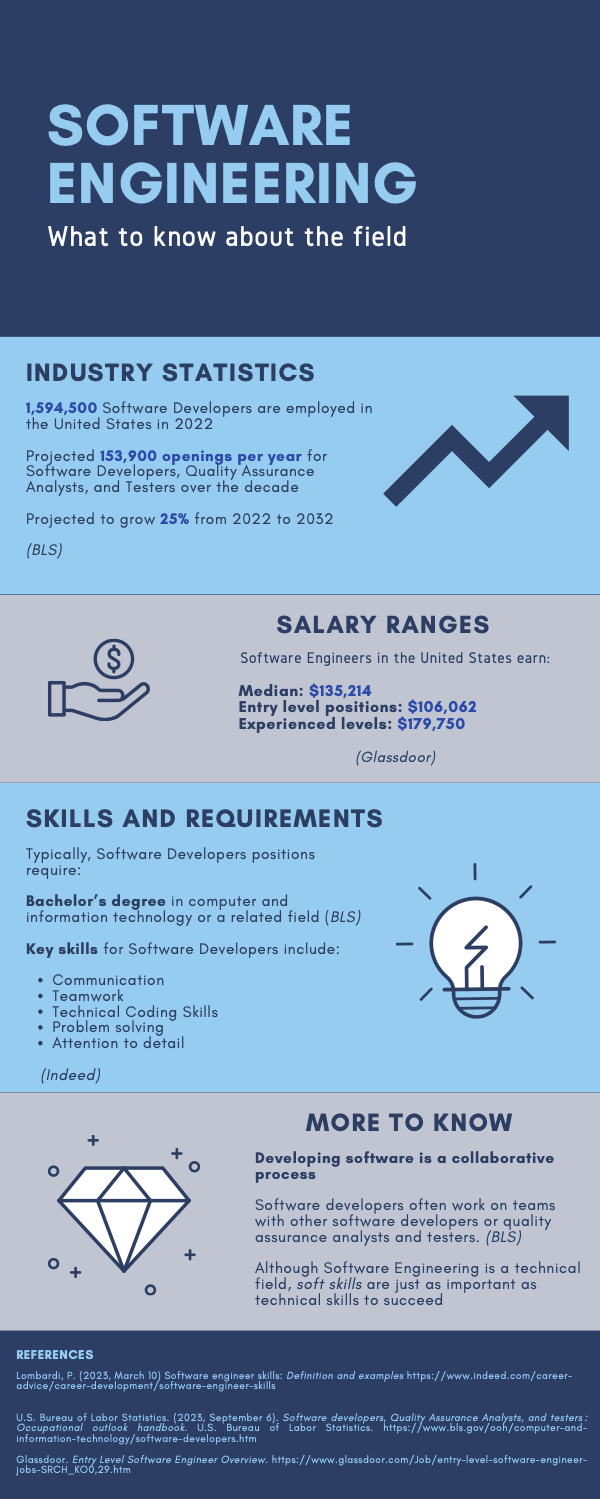 SOFTWARE
ENGINEERING
What to know about the field
INDUSTRY STATISTICS
1,594,500 Software Developers are employed in
the United States in 2022
Projected 153,900 openings per year for
Software Developers, Quality Assurance
Analysts, and Testers over the decade
Projected to grow 25% from 2022 to 2032
(BLS)
$
SALARY RANGES
Software Engineers in the United States earn:
Median: $135,214
Entry level positions: $106,062
Experienced levels: $179,750
(Glassdoor)
SKILLS AND REQUIREMENTS
Typically, Software Developers positions
require:
Bachelor's degree in computer and
information technology or a related field (BLS)
Key skills for Software Developers include:
• Communication
• Teamwork
• Technical Coding Skills
• Problem solving
• Attention to detail
(Indeed)
MORE TO KNOW
Developing software is a collaborative
process
Software developers often work on teams
with other software developers or quality
assurance analysts and testers. (BLS)
Although Software Engineering is a technical
field, soft skills are just as important as
technical skills to succeed
REFERENCES
Lombardi, P. (2023, March 10) Software engineer skills: Definition and examples https://www.indeed.com/career-
advice/career-development/software-engineer-skills
U.S. Bureau of Labor Statistics. (2023, September 6). Software developers, Quality Assurance Analysts, and testers :
Occupational outlook handbook. U.S. Bureau of Labor Statistics. https://www.bls.gov/ooh/computer-and-
information-technology/software-developers.htm
Glassdoor. Entry Level Software Engineer Overview. https://www.glassdoor.com/Job/entry-level-software-engineer-
jobs-SRCH_KO0,29.htm